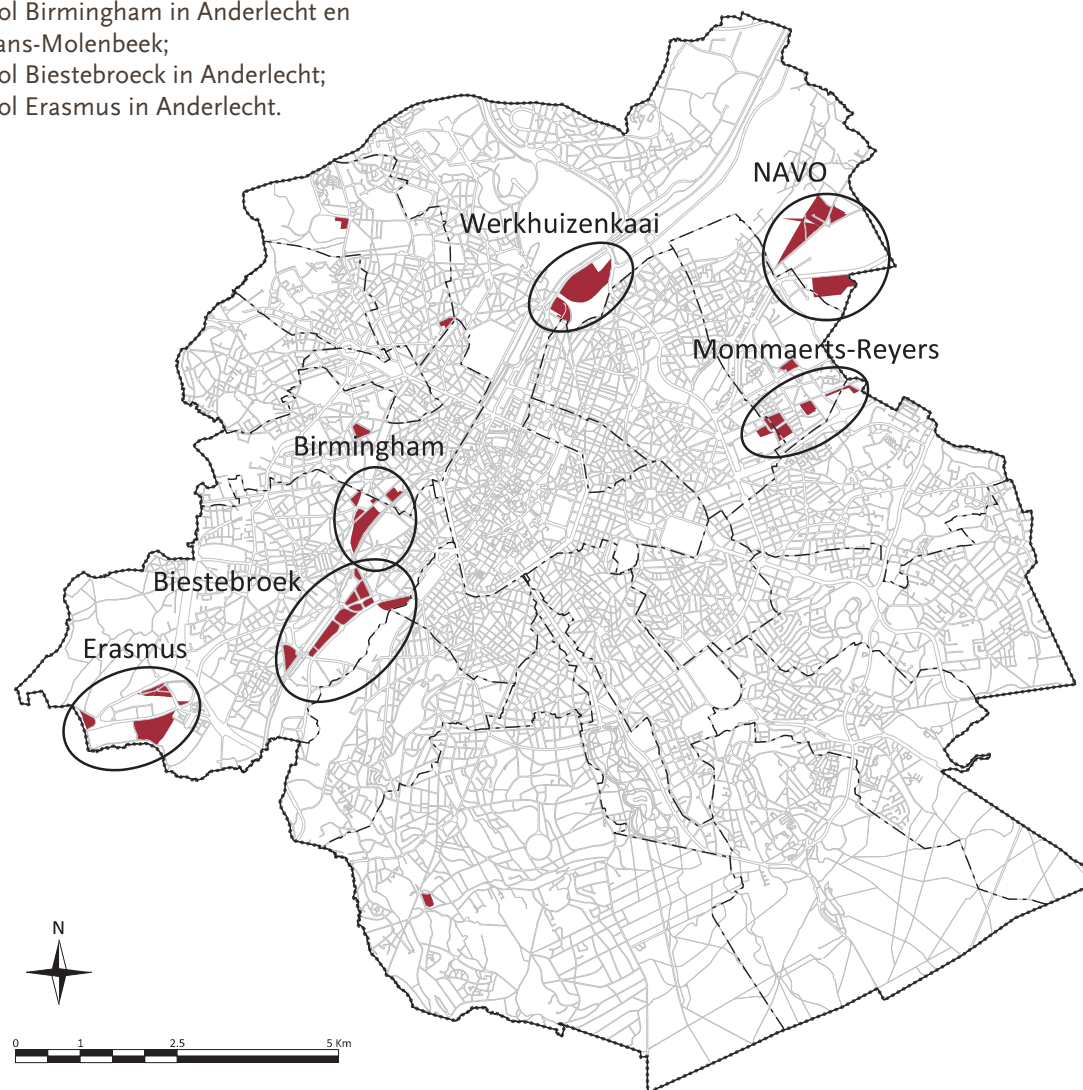 ol Birmingham in Anderlecht en
ans-Molenbeek;
ol Biestebroeck in Anderlecht;
ol Erasmus in Anderlecht.
NAVO
Werkhuizenkaai
Mommaerts-Reyers
Birmingham
Biestebroek
Erasmus
N
0 1 2.5 5 Km